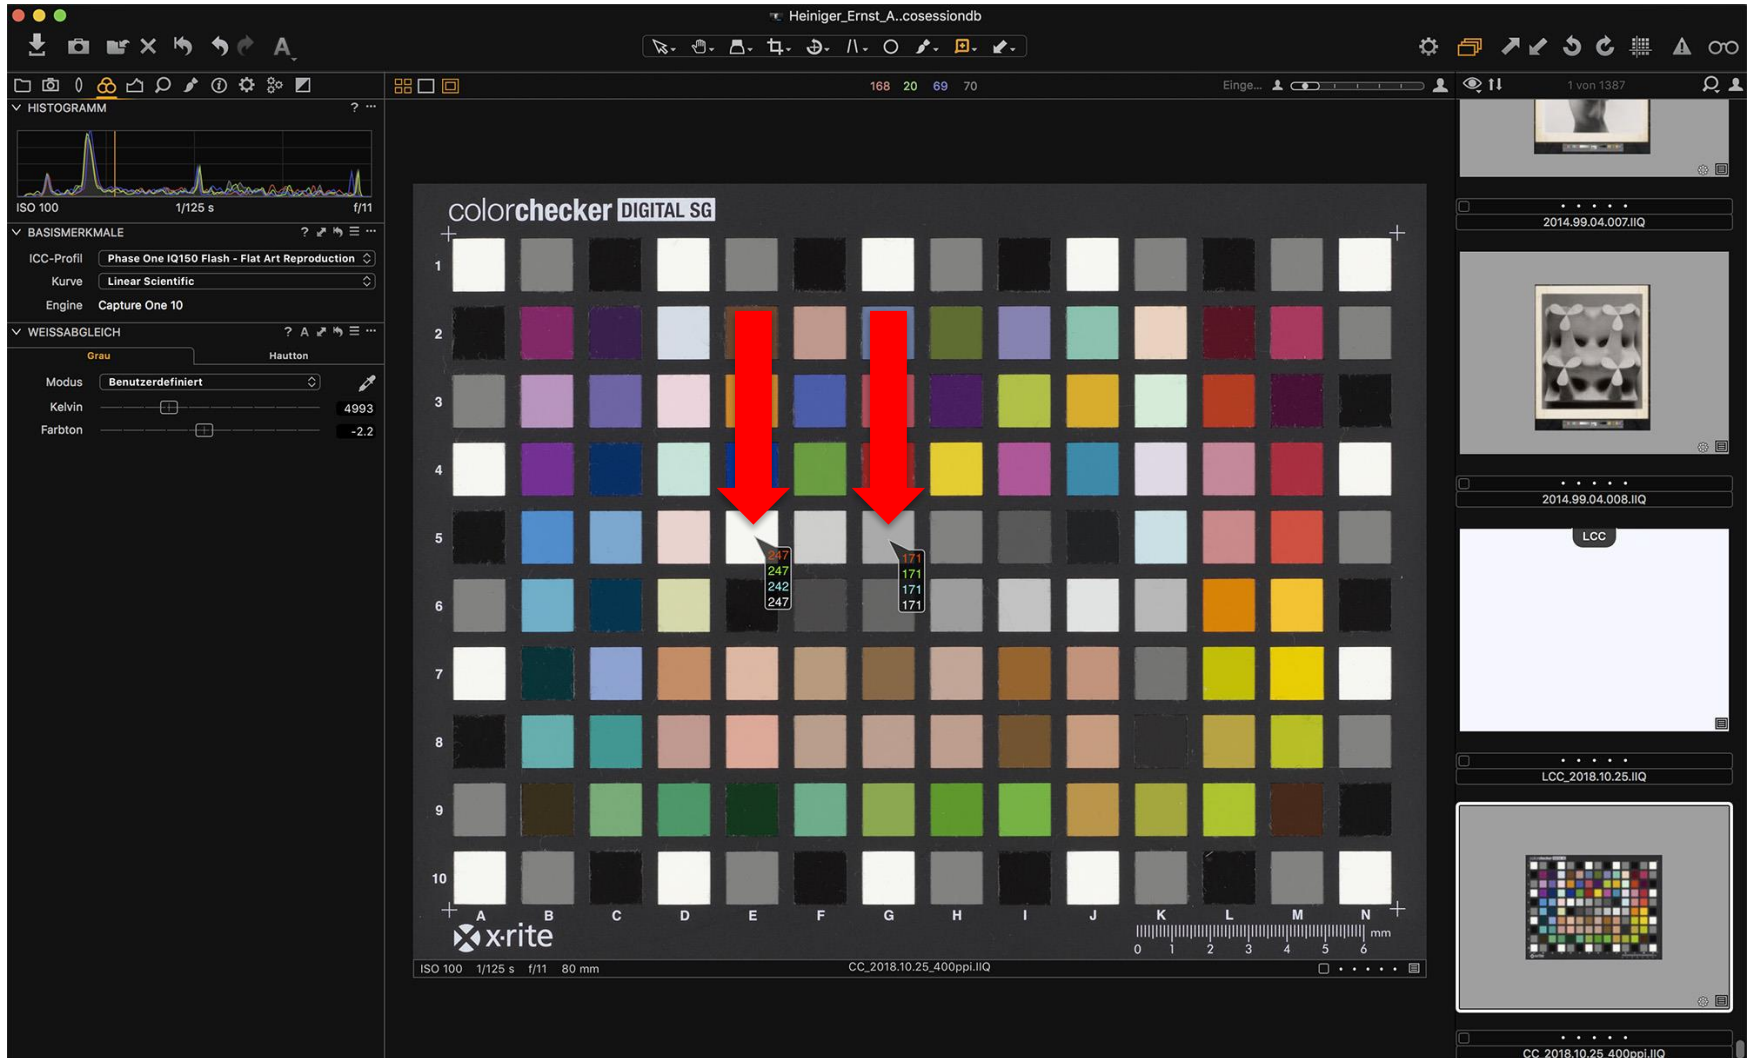 Heiniger_Ernst_A..cosessiondb
168 20 69 70
Einge...
1 von 1387
HISTOGRAMM
ISO 100 1/125 s f/11
BASISMERKMALE
ICC-Profil Phase One IQ150 Flash - Flat Art Reproduction
Kurve Linear Scientific
Engine Capture One 10
WEISSABGLEICH
Grau Hautton
Modus Benutzerdefiniert
Kelvin 4993
Farbton -2.2
colorchecker DIGITAL SG
1
2
3
4
5
6
7
8
9
10
247
247
242
247
171
171
171
171
A B C D E F G H I J K L M N
x·rite
mm
0 1 2 3 4 5 6
ISO 100 1/125 s f/11 80 mm
CC_2018.10.25_400ppi.IIQ
2014.99.04.007.IIQ
2014.99.04.008.IIQ
LCC
LCC_2018.10.25.IIQ
CC_2018.10.25_400ppi.IIQ